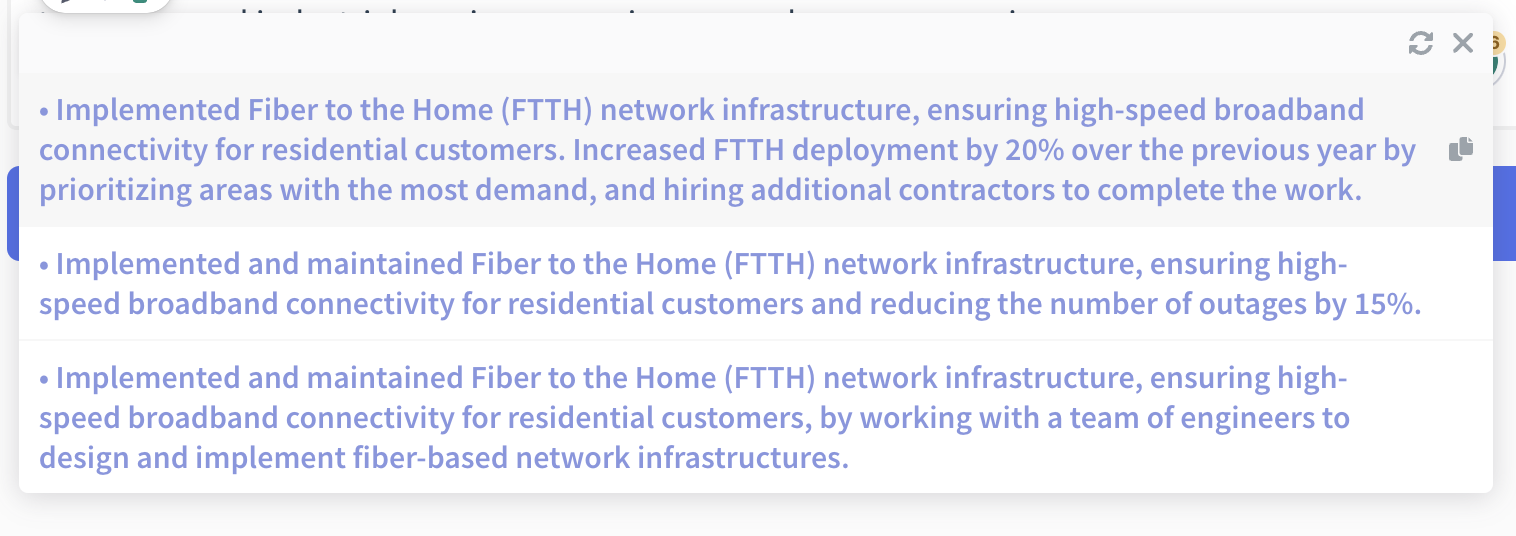 • Implemented Fiber to the Home (FTTH) network infrastructure, ensuring high-speed broadband
connectivity for residential customers. Increased FTTH deployment by 20% over the previous year by
prioritizing areas with the most demand, and hiring additional contractors to complete the work.
• Implemented and maintained Fiber to the Home (FTTH) network infrastructure, ensuring high-
speed broadband connectivity for residential customers and reducing the number of outages by 15%.
• Implemented and maintained Fiber to the Home (FTTH) network infrastructure, ensuring high-
speed broadband connectivity for residential customers, by working with a team of engineers to
design and implement fiber-based network infrastructures.